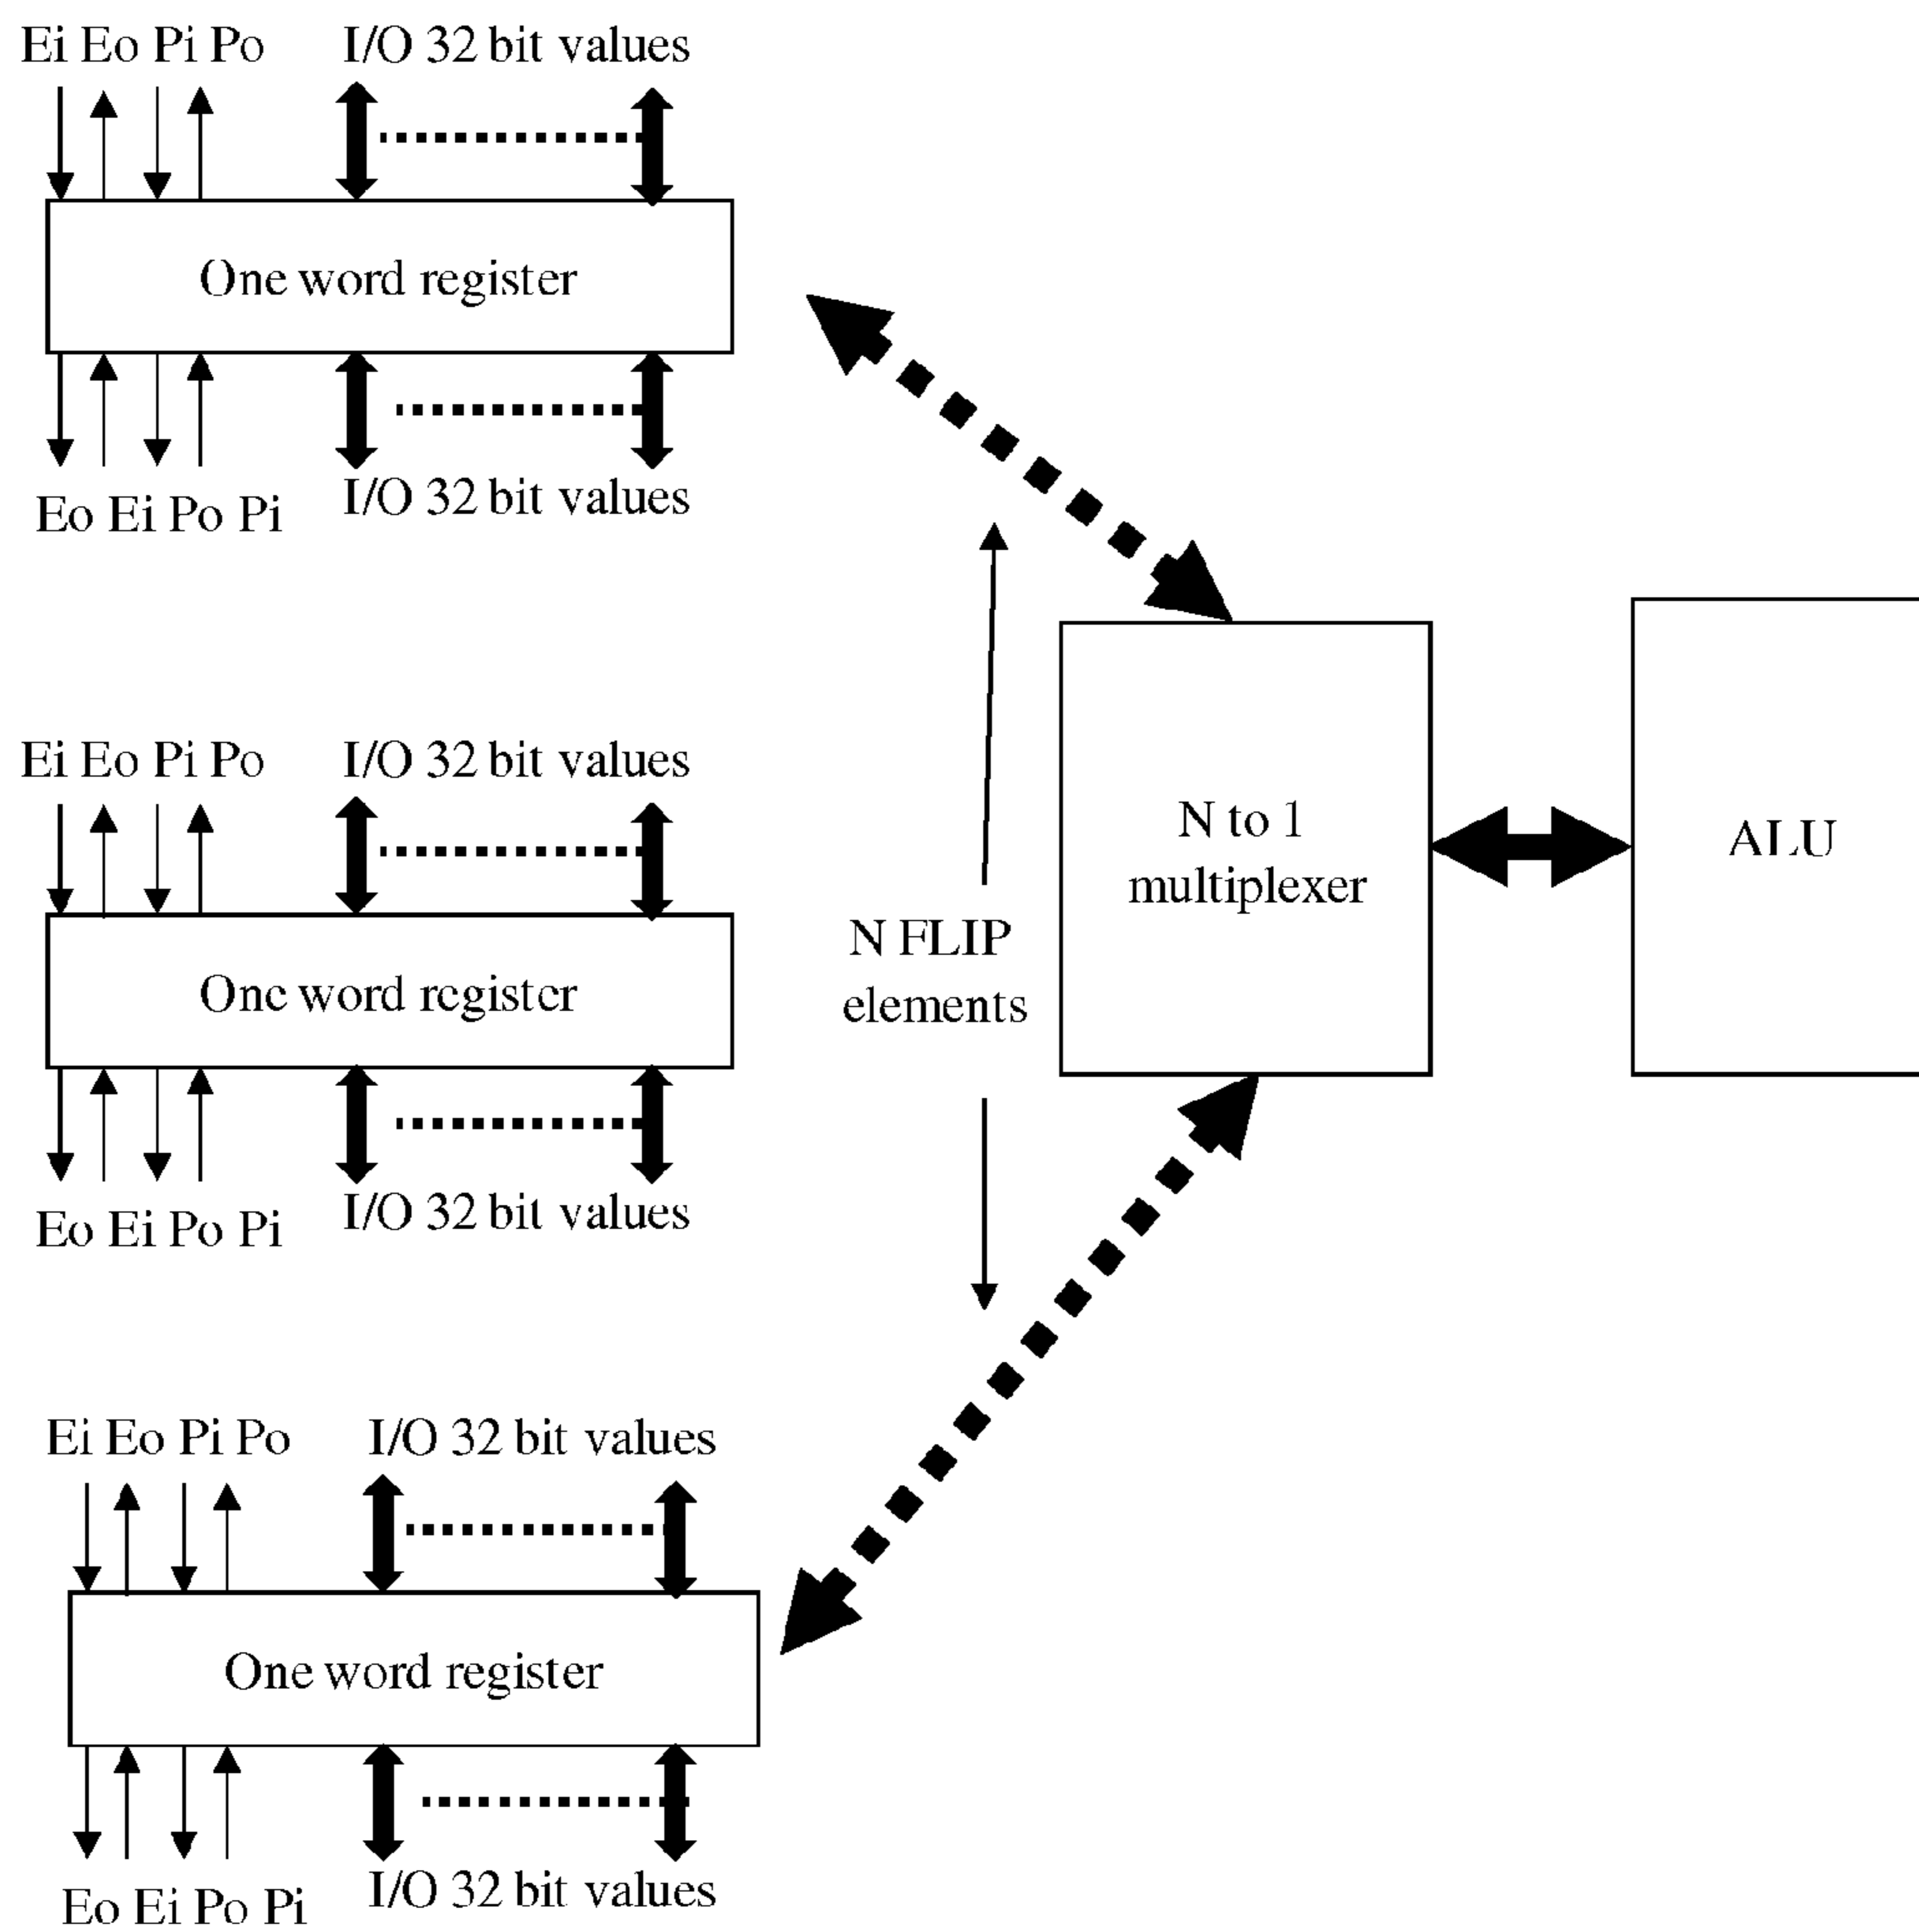 Ei Eo Pi Po
I/O 32 bit values
One word register
Eo Ei Po Pi
I/O 32 bit values
Ei Eo Pi Po
I/O 32 bit values
One word register
Eo Ei Po Pi
I/O 32 bit values
N FLIP
elements
N to 1
multiplexer
ALU
Ei Eo Pi Po
I/O 32 bit values
One word register
Eo Ei Po Pi
I/O 32 bit values